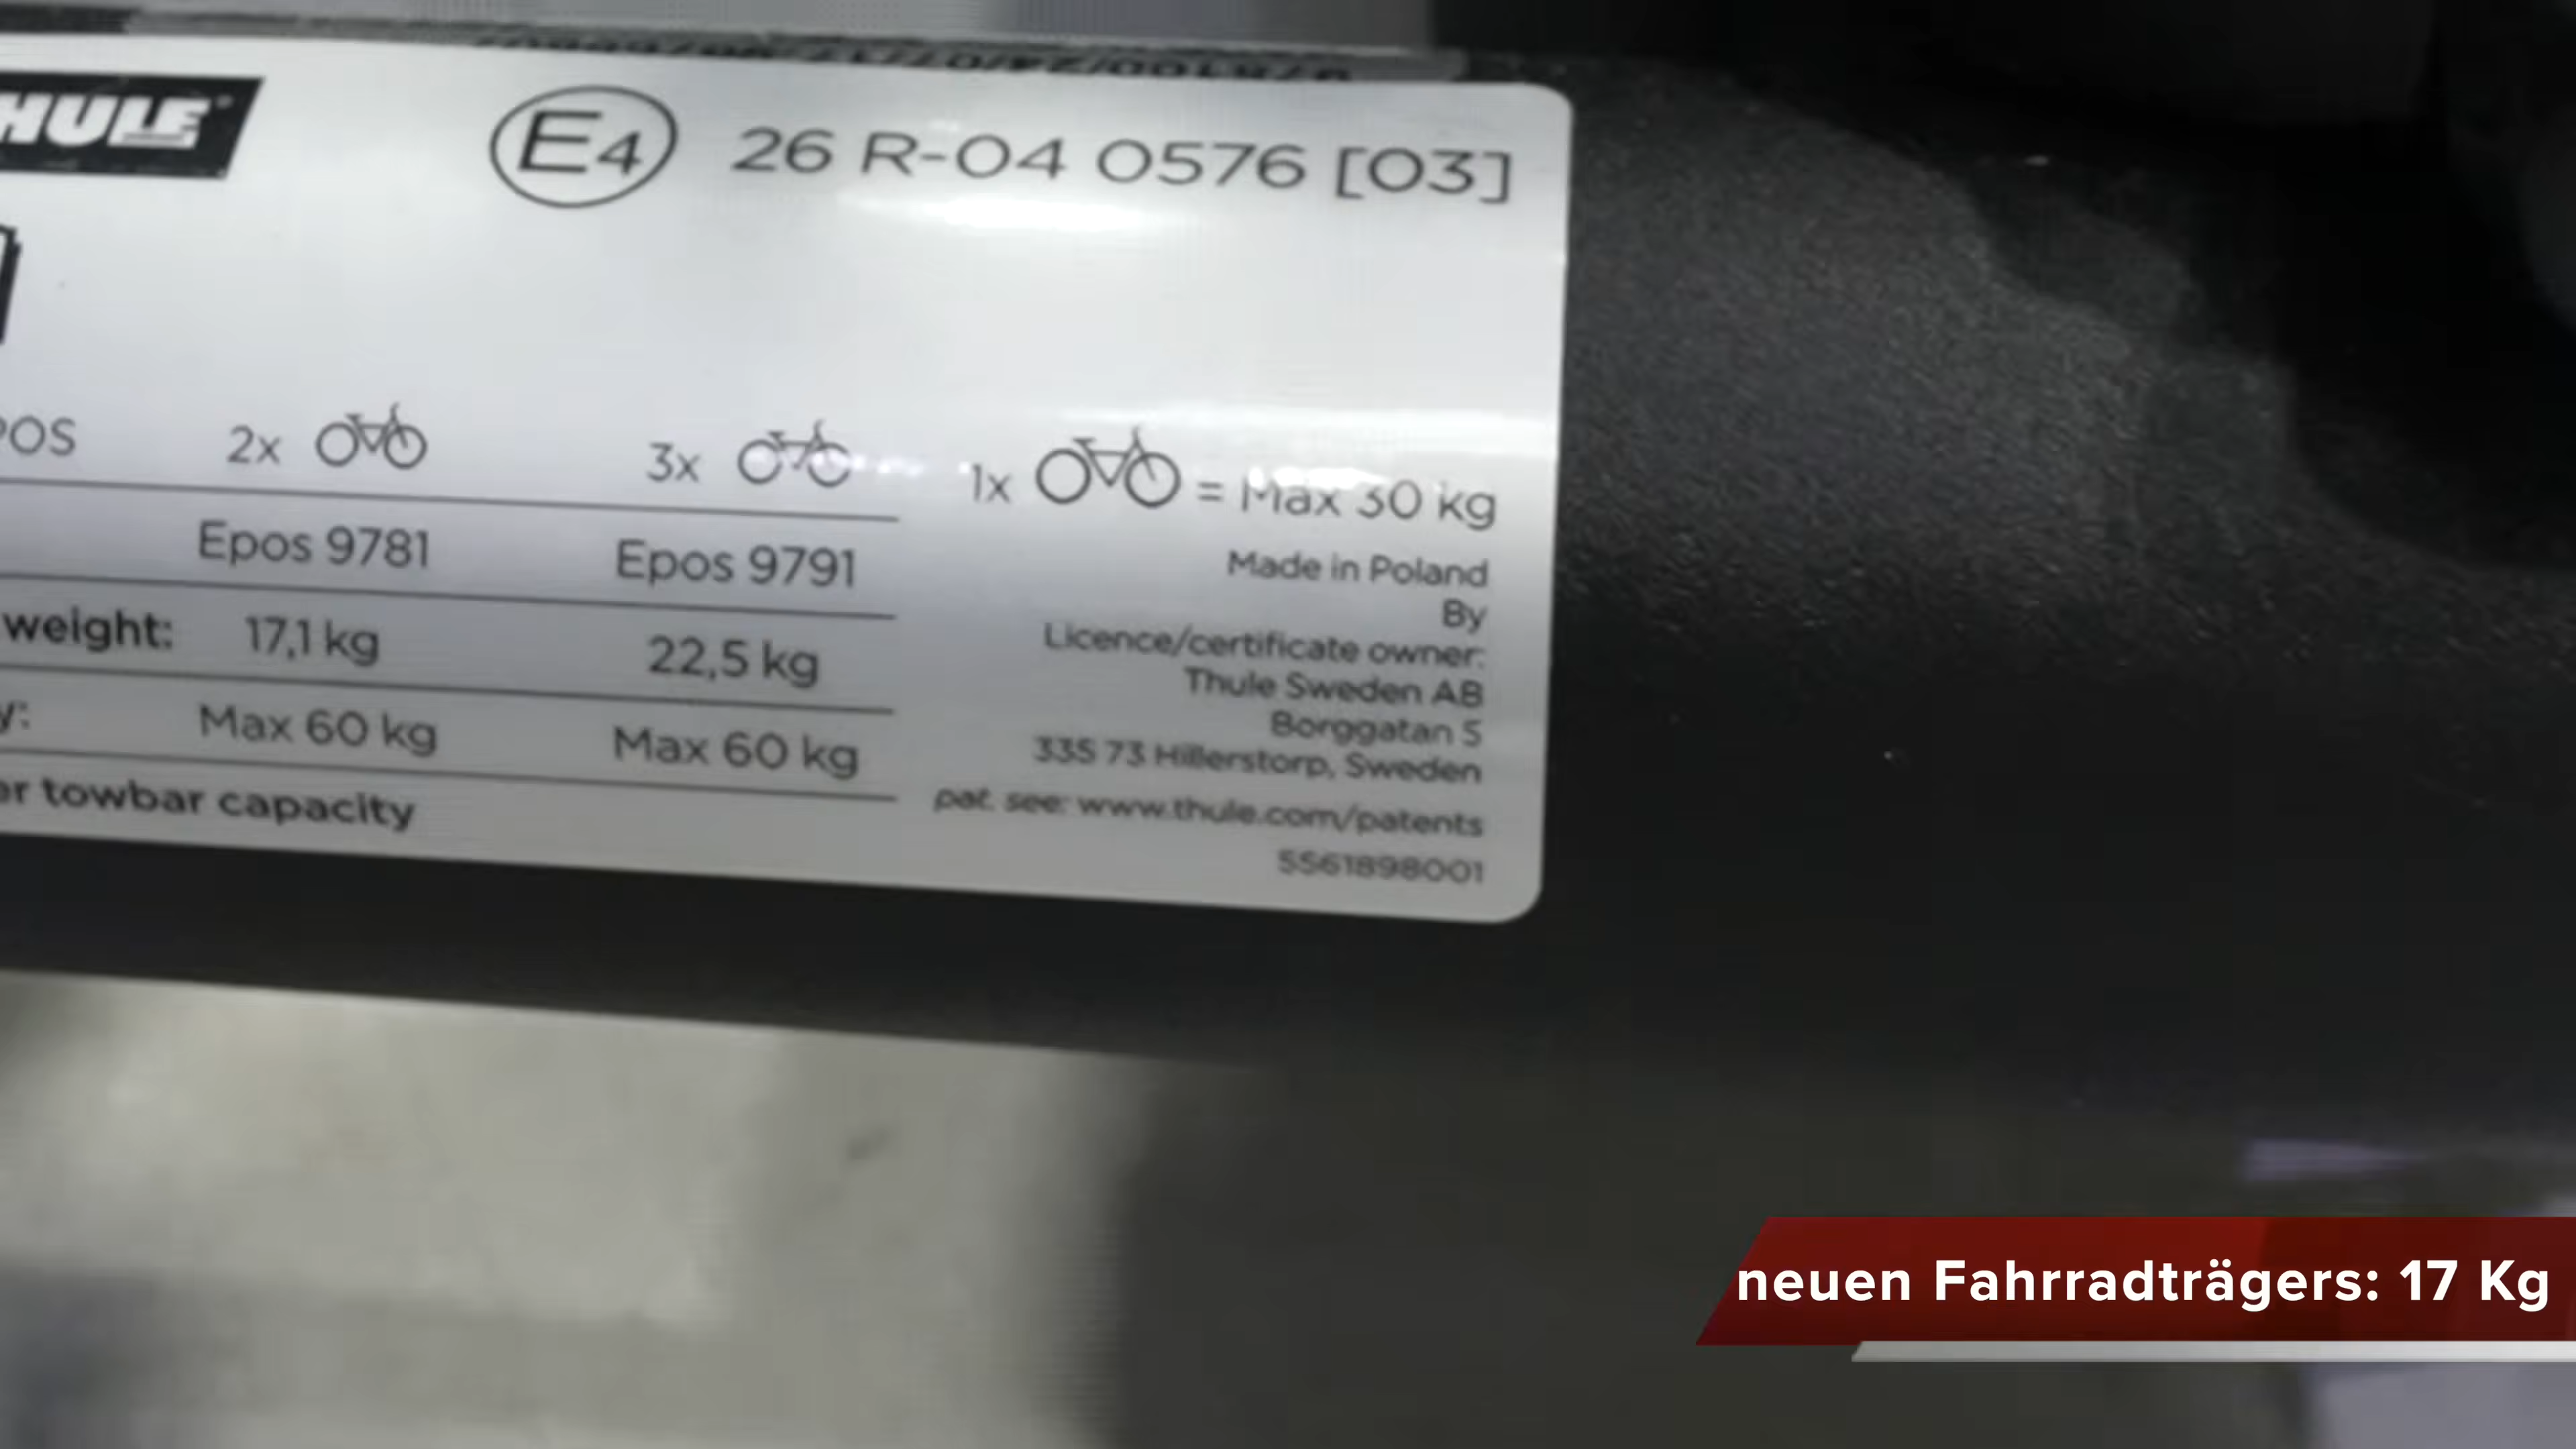 HULE
E4 26 R-04 0576 [03]
POS 2x 3x 1x = Max 30 kg
Epos 9781 Epos 9791
weight: 17,1 kg 22,5 kg
y: Max 60 kg Max 60 kg
er towbar capacity
Made in Poland
By
Licence/certificate owner:
Thule Sweden AB
Borggatan 5
335 73 Hillerstorp, Sweden
pat. see: www.thule.com/patents
5561898001
neuen Fahrradträgers: 17 Kg